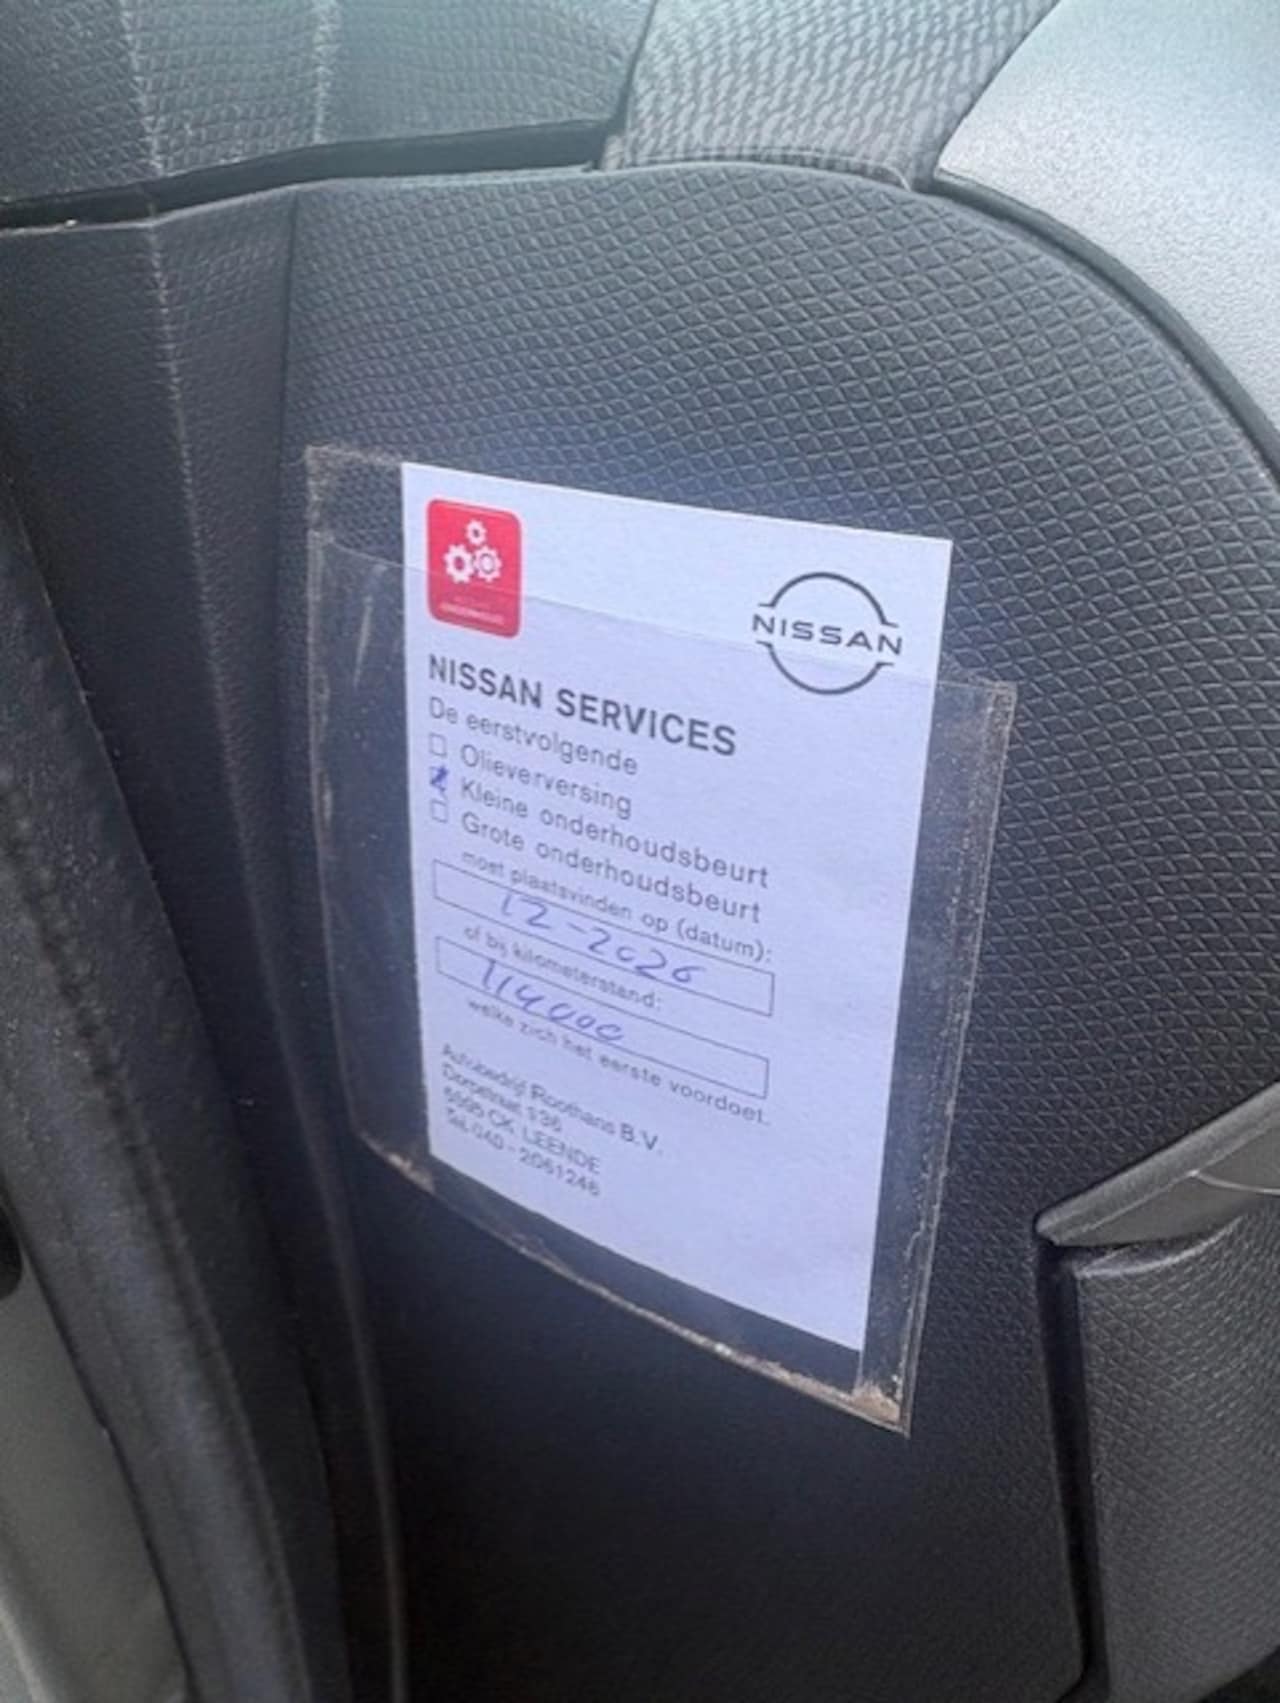 NISSAN
NISSAN SERVICES
De eerstvolgende
Olieverversing
Kleine onderhoudsbeurt
Grote onderhoudsbeurt
moet plaatsvinden op (datum):
12-2026
of bij kilometerstand:
114000
welke zich het eerste voordoet.
Autobedrijf Roothans B.V.
Dorpstraat 136
5595 CK LEENDE
Tel. 040 - 2061246